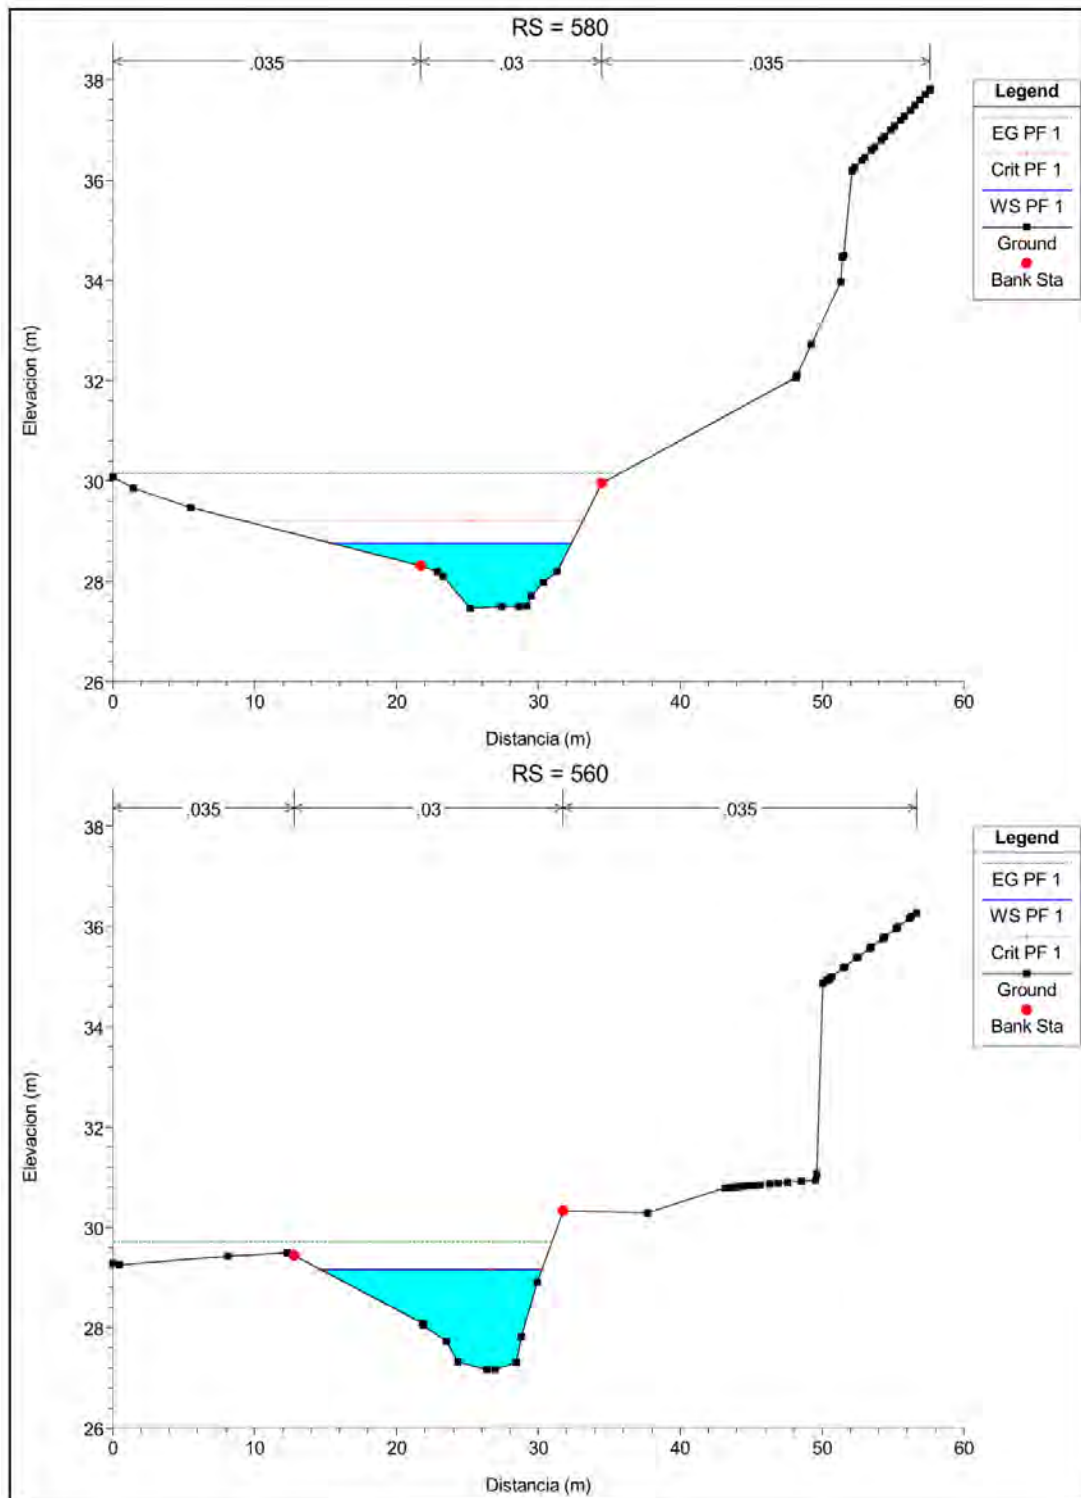 RS = 580
.035 .03 .035
38
36
34
32
30
28
26
0 10 20 30 40 50 60
Elevacion (m)
Distancia (m)
Legend
EG PF 1
Crit PF 1
WS PF 1
Ground
Bank Sta
RS = 560
.035 .03 .035
38
36
34
32
30
28
26
0 10 20 30 40 50 60
Elevacion (m)
Distancia (m)
Legend
EG PF 1
WS PF 1
Crit PF 1
Ground
Bank Sta